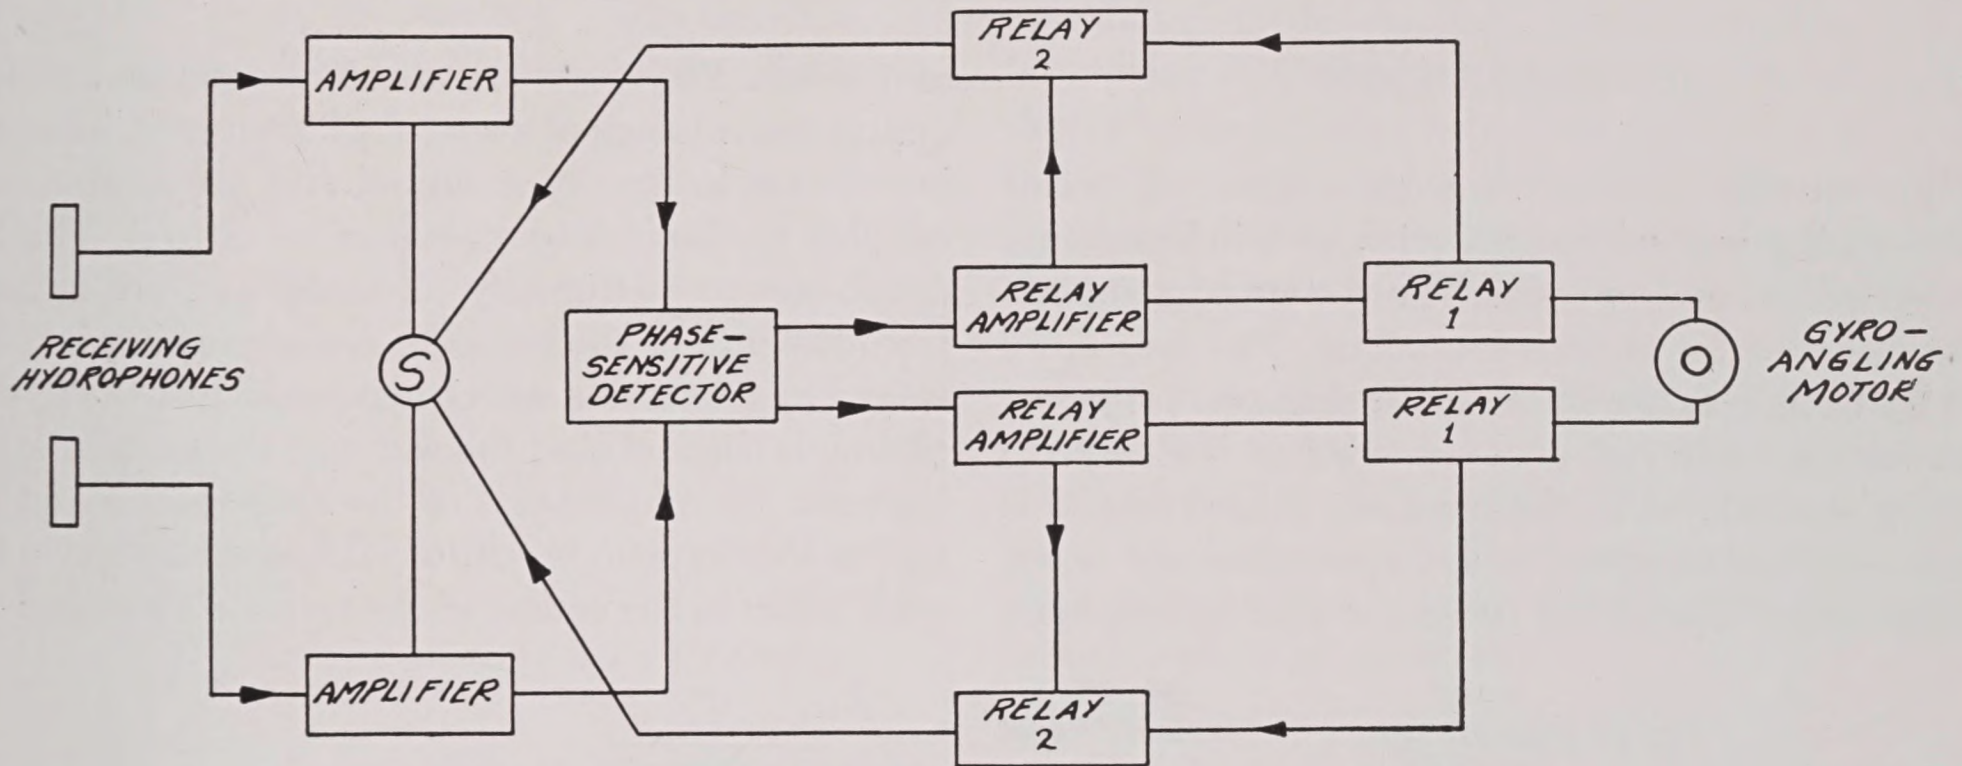 RELAY
2
AMPLIFIER
RECEIVING
HYDROPHONES
S
PHASE-
SENSITIVE
DETECTOR
RELAY
AMPLIFIER
RELAY
1
GYRO-
ANGLING
MOTOR
RELAY
AMPLIFIER
RELAY
1
AMPLIFIER
RELAY
2